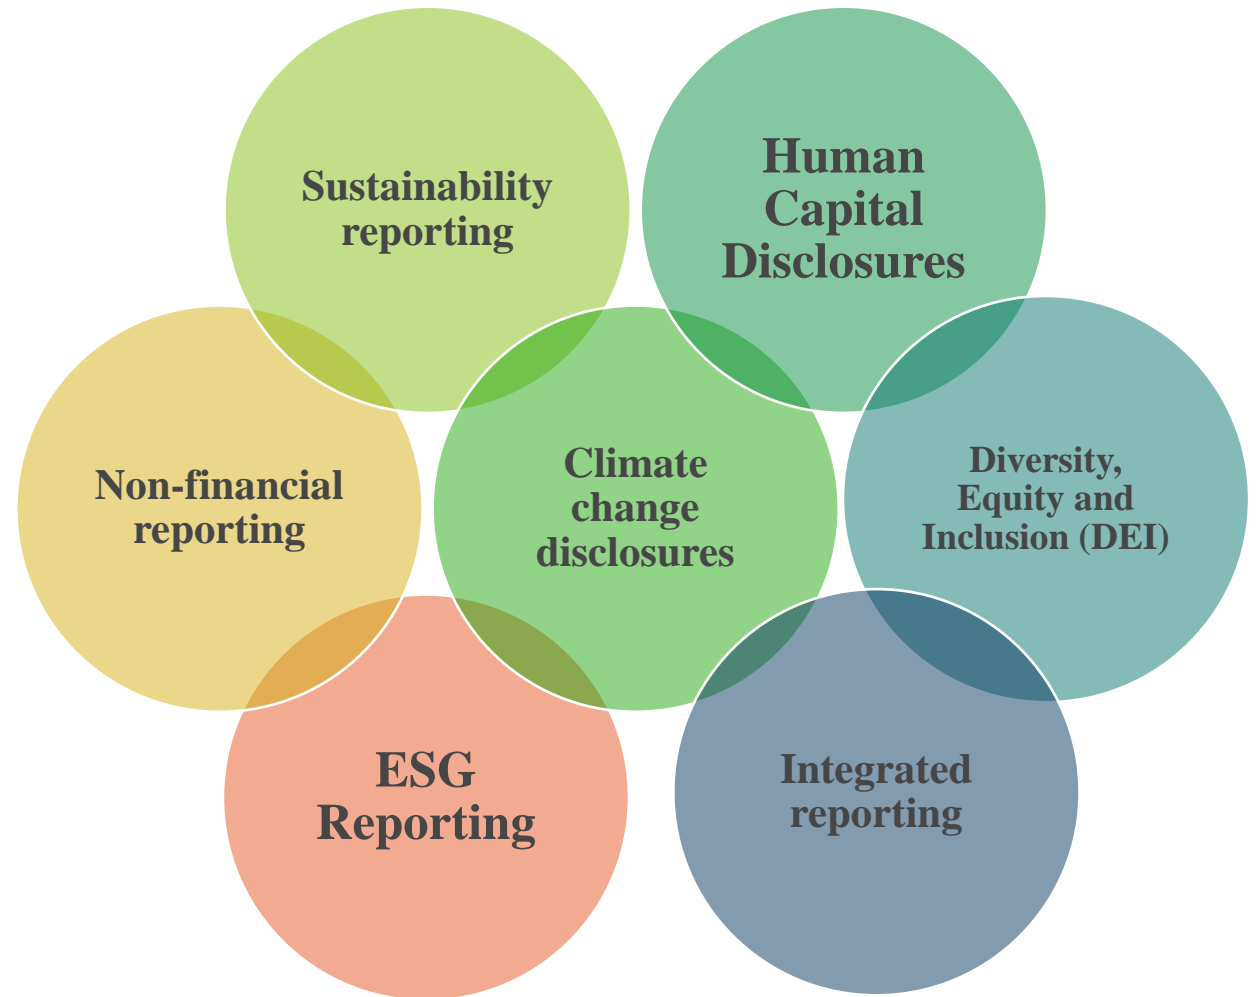 Sustainability
reporting
Human
Capital
Disclosures
Non-financial
reporting
Climate
change
disclosures
Diversity,
Equity and
Inclusion (DEI)
ESG
Reporting
Integrated
reporting